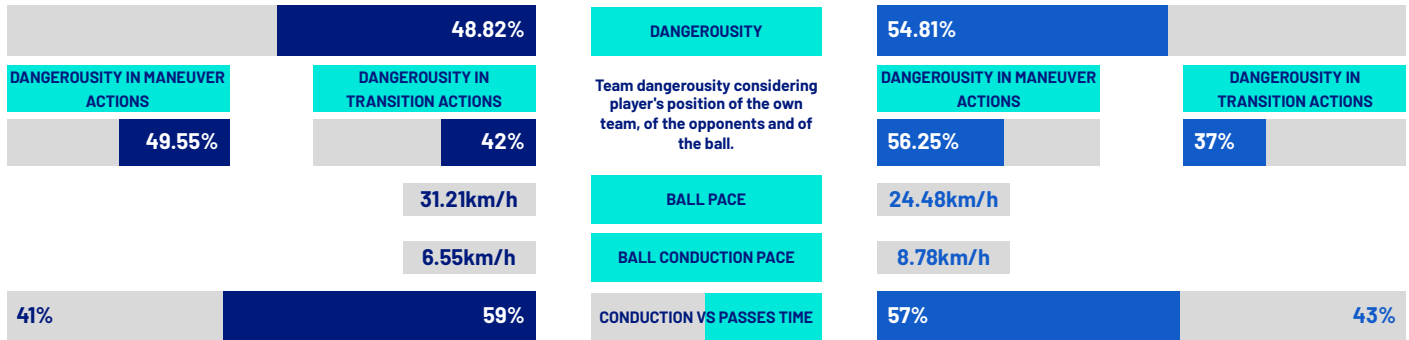 48.82%
DANGEROUSITY
54.81%
DANGEROUSITY IN MANEUVER
ACTIONS
DANGEROUSITY IN
TRANSITION ACTIONS
Team dangerousity considering
player's position of the own
team, of the opponents and of
the ball.
DANGEROUSITY IN MANEUVER
ACTIONS
DANGEROUSITY IN
TRANSITION ACTIONS
49.55%
42%
56.25%
37%
31.21km/h
BALL PACE
24.48km/h
6.55km/h
BALL CONDUCTION PACE
8.78km/h
41%
59%
CONDUCTION VS PASSES TIME
57%
43%